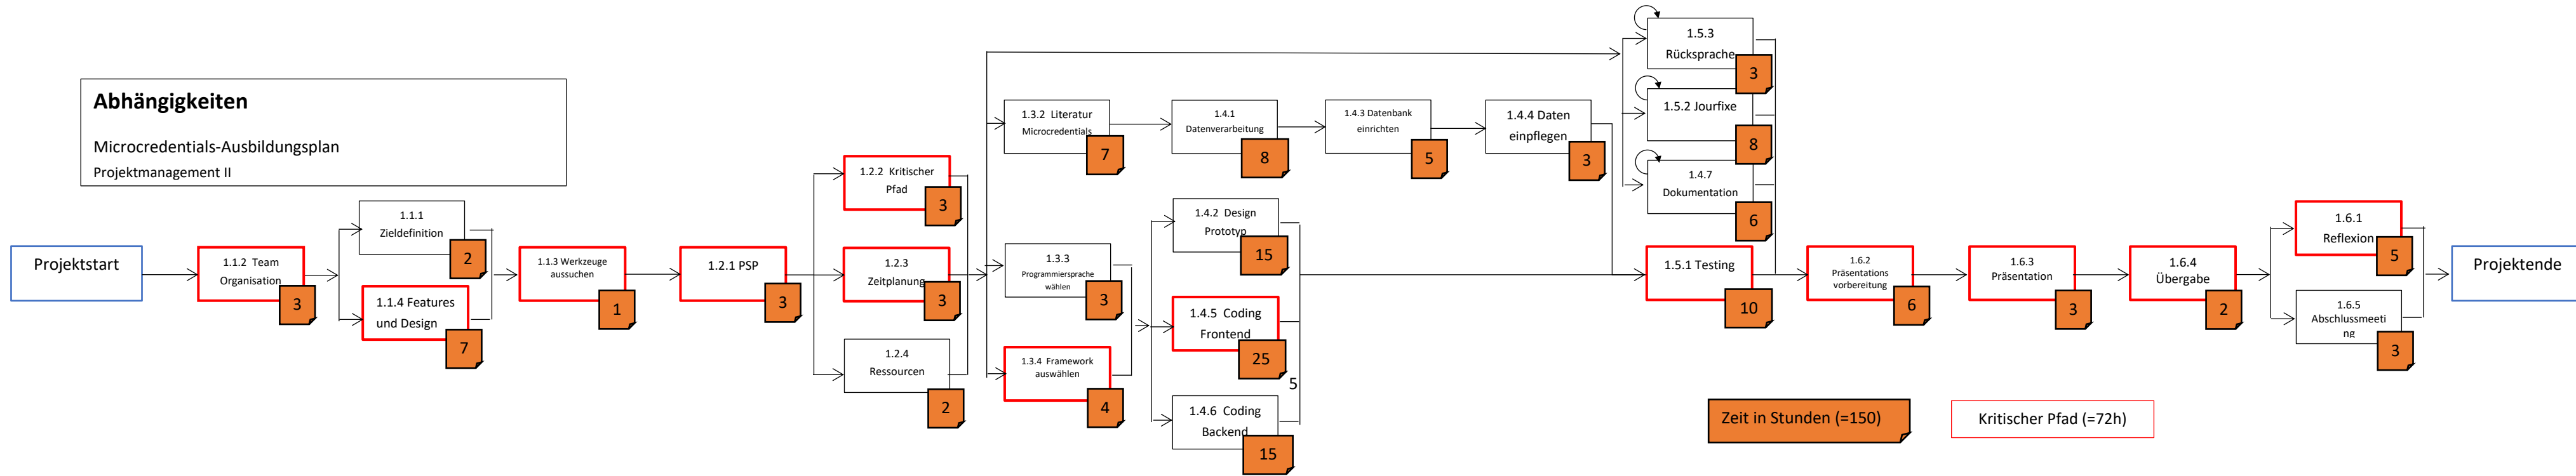 Abhängigkeiten
Microcredentials-Ausbildungsplan
Projektmanagement II
Projektstart
1.1.2 Team
Organisation
3
1.1.1
Zieldefinition
2
1.1.4 Features
und Design
7
1.1.3 Werkzeuge
aussuchen
1
1.2.1 PSP
3
1.2.2 Kritischer
Pfad
3
1.2.3
Zeitplanung
3
1.2.4
Ressourcen
2
1.3.2 Literatur
Microcredentials
7
1.4.1
Datenverarbeitung
8
1.4.3 Datenbank
einrichten
5
1.4.4 Daten
einpflegen
3
1.3.3
Programmiersprache
wählen
3
1.3.4 Framework
auswählen
4
1.4.2 Design
Prototyp
15
1.4.5 Coding
Frontend
25
5
1.4.6 Coding
Backend
15
1.5.3
Rücksprache
3
1.5.2 Jourfixe
8
1.4.7
Dokumentation
6
1.5.1 Testing
10
1.6.2
Präsentations
vorbereitung
6
1.6.3
Präsentation
3
1.6.4
Übergabe
2
1.6.1
Reflexion
5
1.6.5
Abschlussmeeti
ng
3
Projektende
Zeit in Stunden (=150)
Kritischer Pfad (=72h)